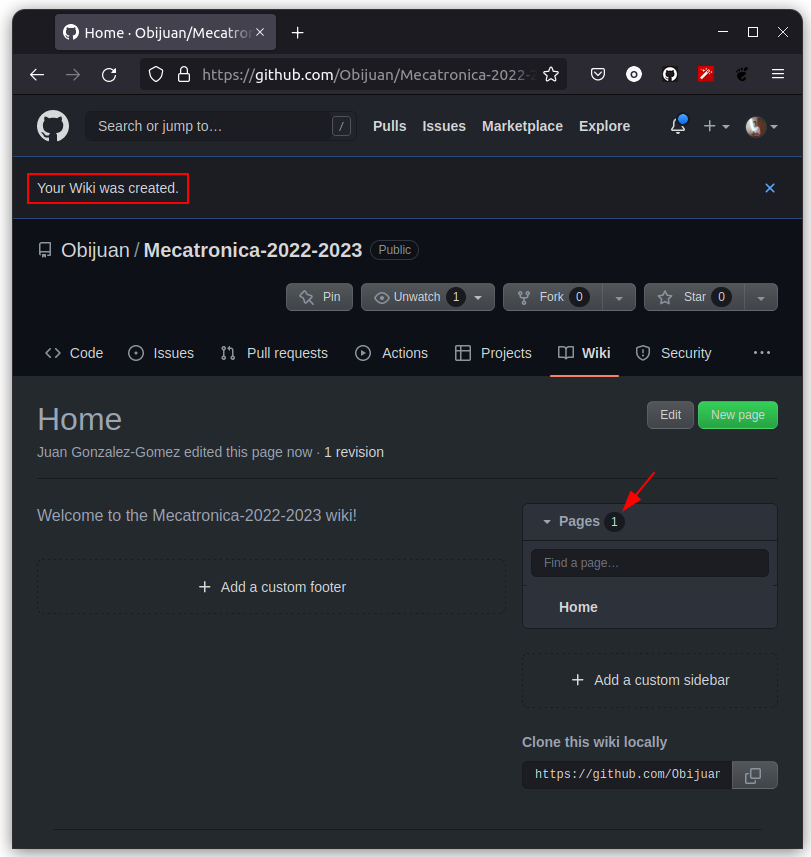 Home · Obijuan/Mecatron
https://github.com/Obijuan/Mecatronica-2022-2
Search or jump to… /
Pulls Issues Marketplace Explore
Your Wiki was created.
Obijuan / Mecatronica-2022-2023 Public
Pin Unwatch 1 Fork 0 Star 0
Code Issues Pull requests Actions Projects Wiki Security
Home
Edit New page
Juan Gonzalez-Gomez edited this page now · 1 revision
Welcome to the Mecatronica-2022-2023 wiki!
Pages 1
Find a page…
Home
Add a custom footer
Add a custom sidebar
Clone this wiki locally
https://github.com/Obijuan